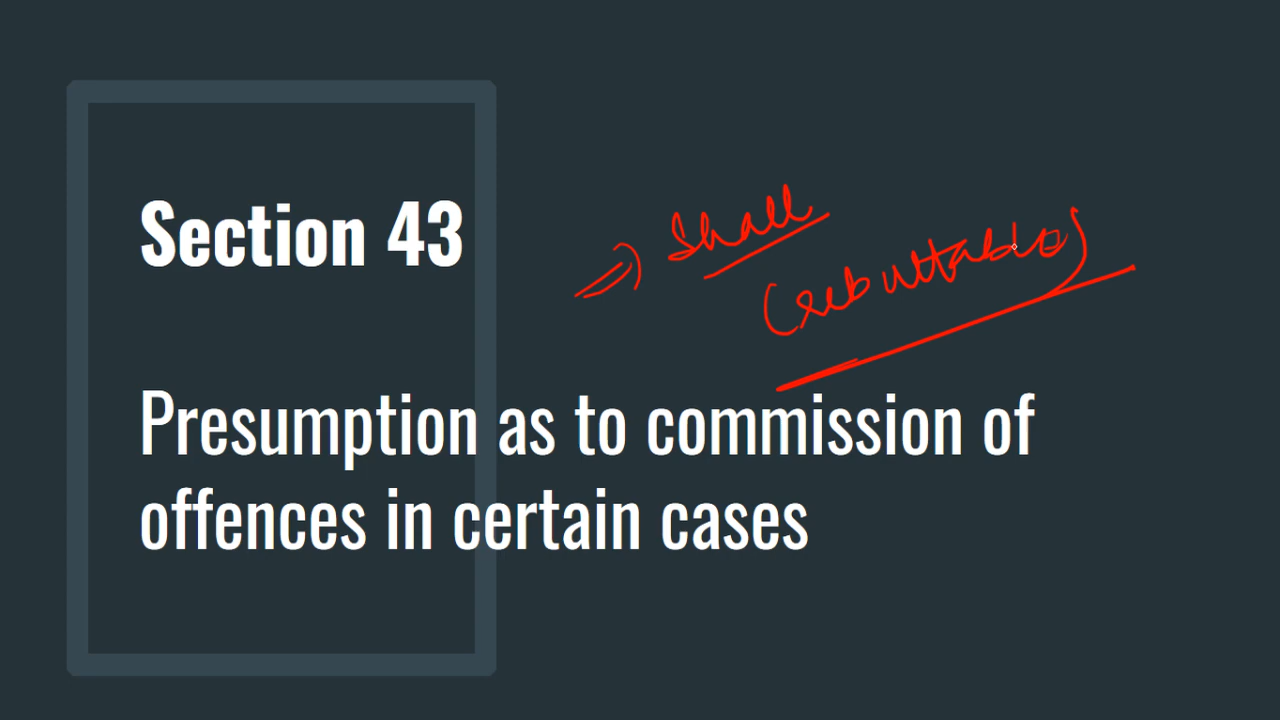 Section 43
Shall
(rebuttable)
Presumption as to commission of
offences in certain cases